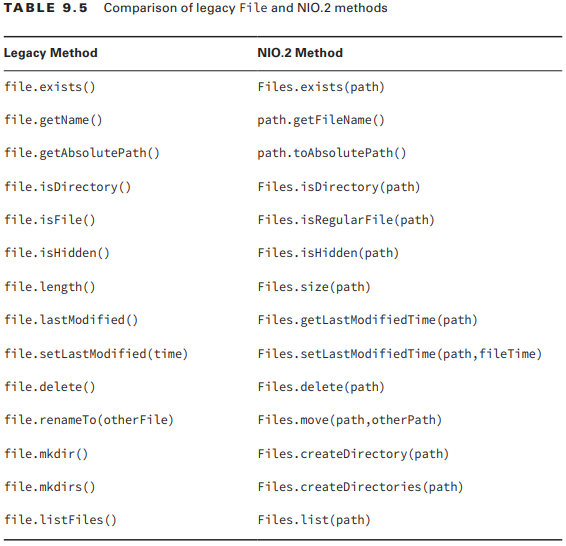 TABLE 9.5 Comparison of legacy File and NIO.2 methods
Legacy Method NIO.2 Method
file.exists() Files.exists(path)
file.getName() path.getFileName()
file.getAbsolutePath() path.toAbsolutePath()
file.isDirectory() Files.isDirectory(path)
file.isFile() Files.isRegularFile(path)
file.isHidden() Files.isHidden(path)
file.length() Files.size(path)
file.lastModified() Files.getLastModifiedTime(path)
file.setLastModified(time) Files.setLastModifiedTime(path,fileTime)
file.delete() Files.delete(path)
file.renameTo(otherFile) Files.move(path,otherPath)
file.mkdir() Files.createDirectory(path)
file.mkdirs() Files.createDirectories(path)
file.listFiles() Files.list(path)